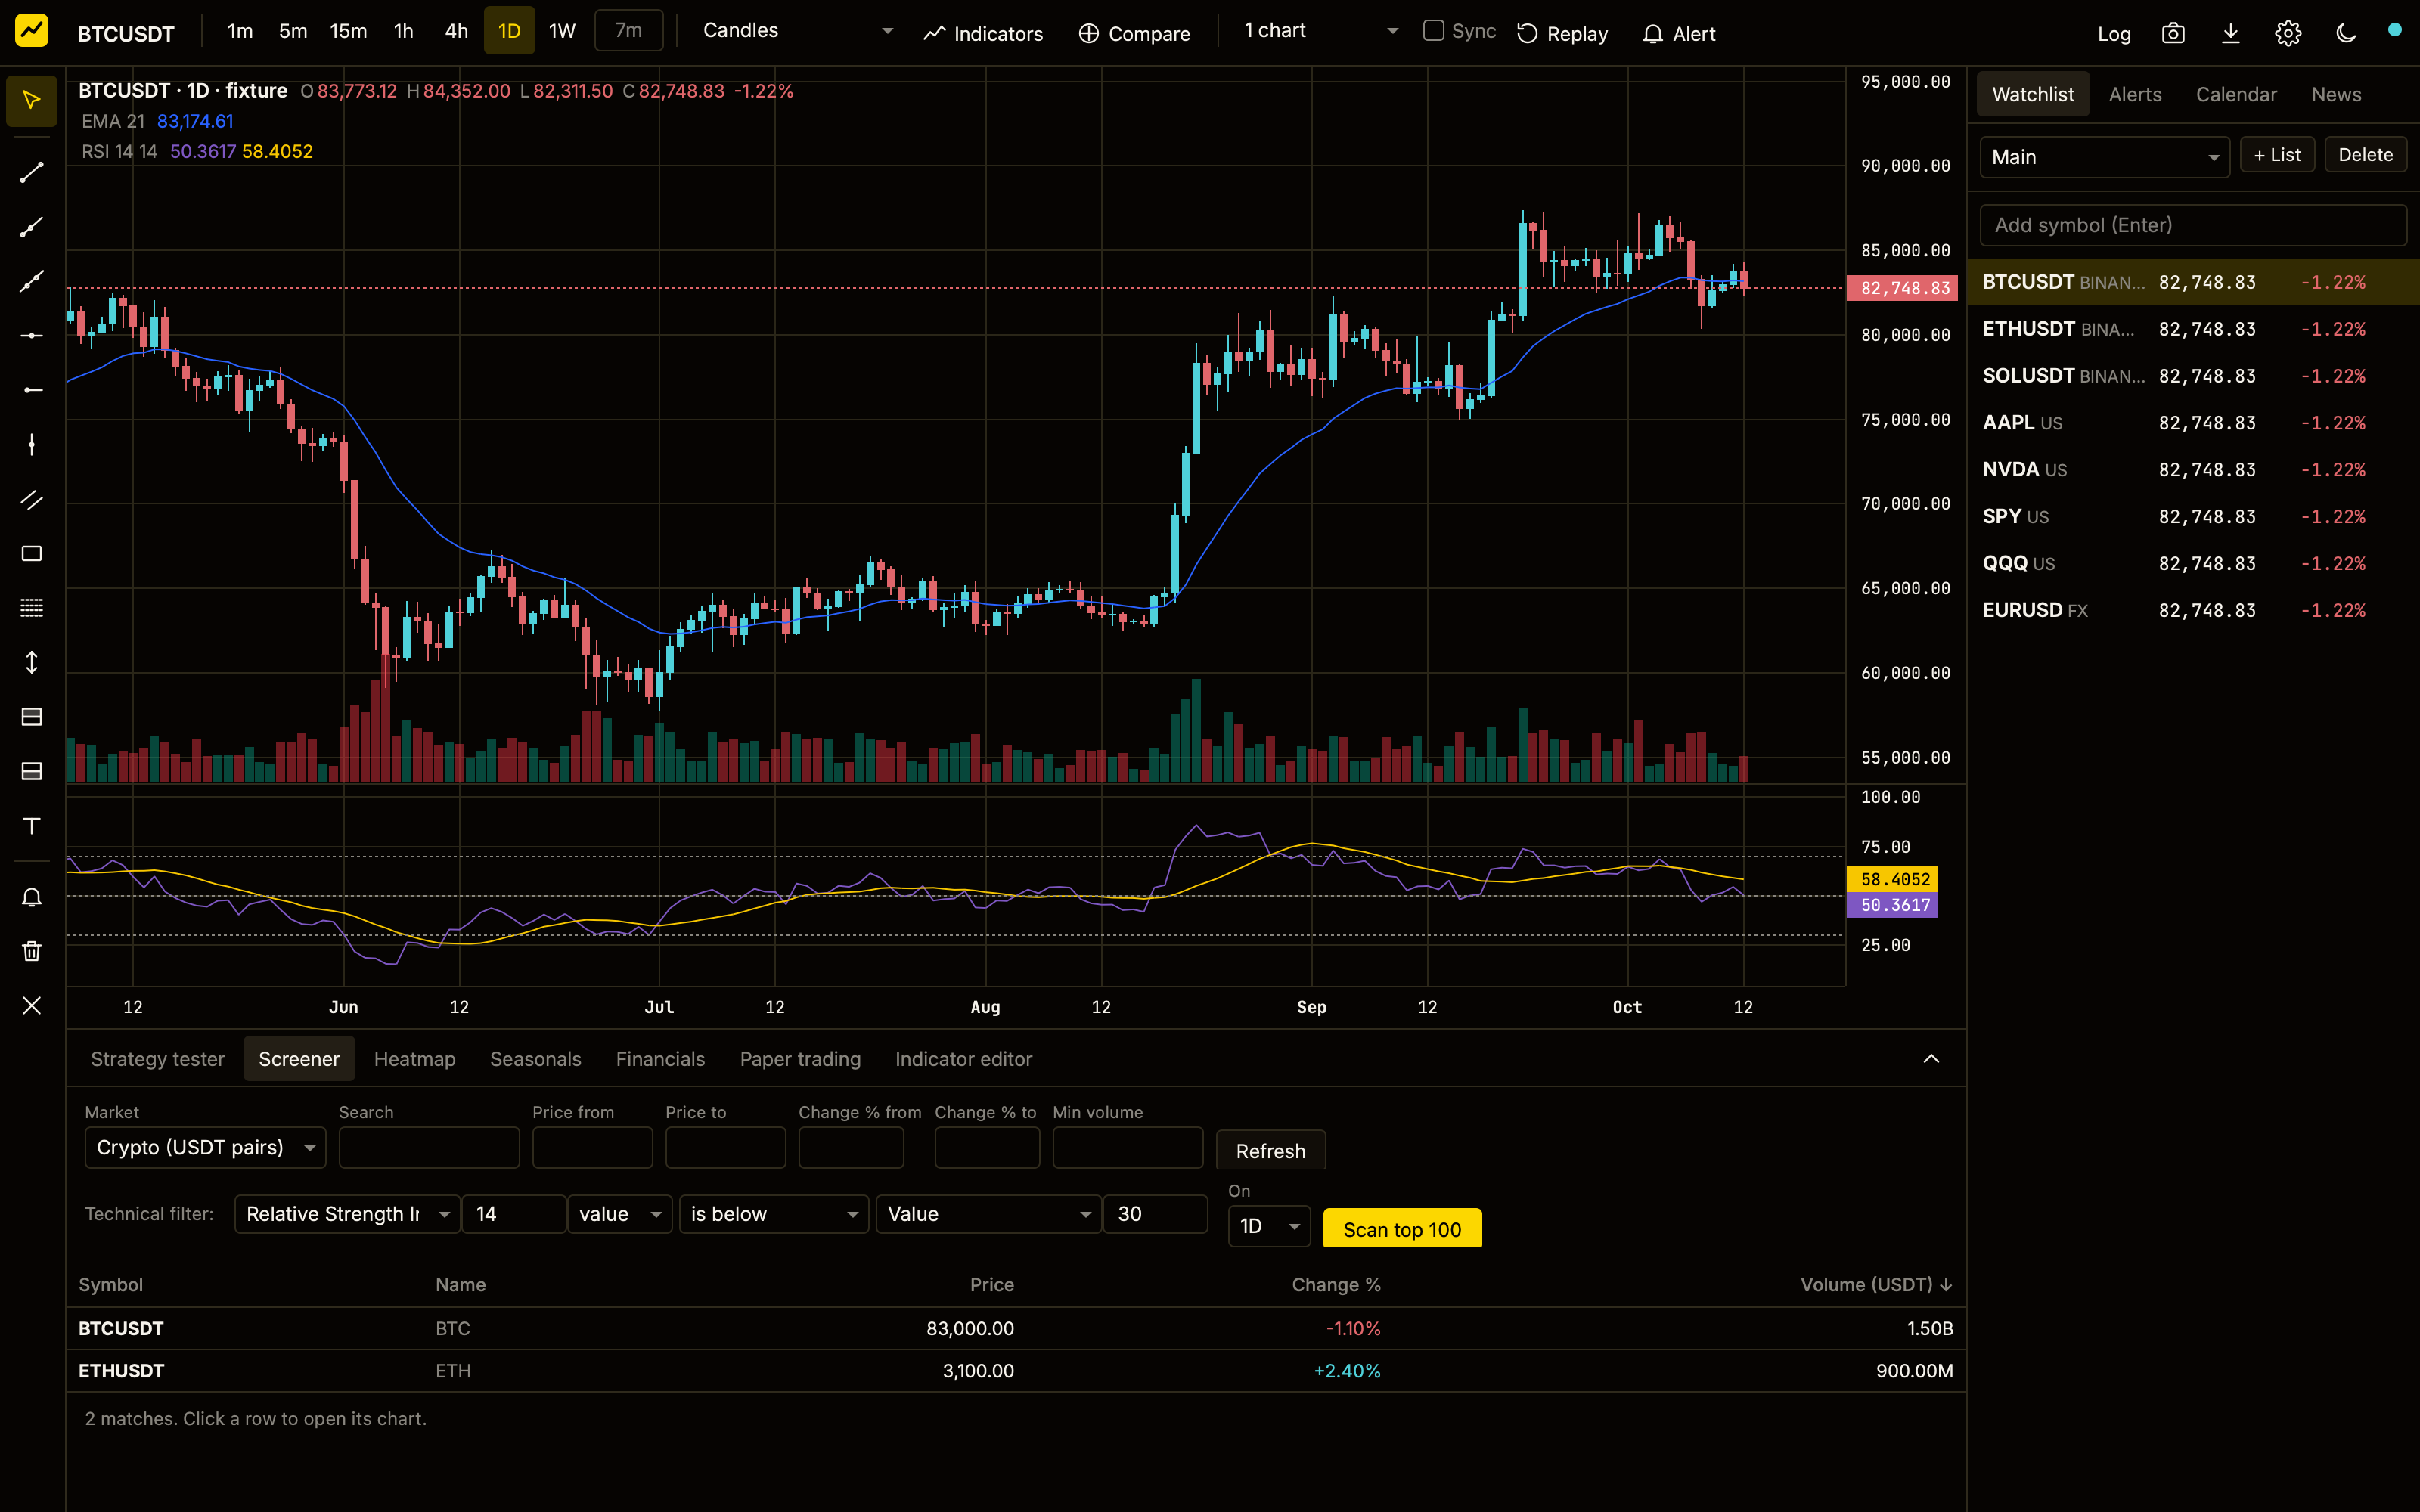 BTCUSDT 1m 5m 15m 1h 4h 1D 1W 7m Candles Indicators Compare 1 chart Sync Replay Alert Log
BTCUSDT · 1D · fixture O 83,773.12 H 84,352.00 L 82,311.50 C 82,748.83 -1.22%
EMA 21 83,174.61
RSI 14 14 50.3617 58.4052
95,000.00
90,000.00
85,000.00
82,748.83
80,000.00
75,000.00
70,000.00
65,000.00
60,000.00
55,000.00
100.00
75.00
58.4052
50.3617
25.00
12 Jun 12 Jul 12 Aug 12 Sep 12 Oct 12
Watchlist Alerts Calendar News
Main + List Delete
Add symbol (Enter)
BTCUSDT BINAN... 82,748.83 -1.22%
ETHUSDT BINA... 82,748.83 -1.22%
SOLUSDT BINAN... 82,748.83 -1.22%
AAPL US 82,748.83 -1.22%
NVDA US 82,748.83 -1.22%
SPY US 82,748.83 -1.22%
QQQ US 82,748.83 -1.22%
EURUSD FX 82,748.83 -1.22%
Strategy tester Screener Heatmap Seasonals Financials Paper trading Indicator editor
Market Search Price from Price to Change % from Change % to Min volume
Crypto (USDT pairs) Refresh
On
Technical filter: Relative Strength Ir 14 value is below Value 30 1D Scan top 100
Symbol Name Price Change % Volume (USDT) ↓
BTCUSDT BTC 83,000.00 -1.10% 1.50B
ETHUSDT ETH 3,100.00 +2.40% 900.00M
2 matches. Click a row to open its chart.